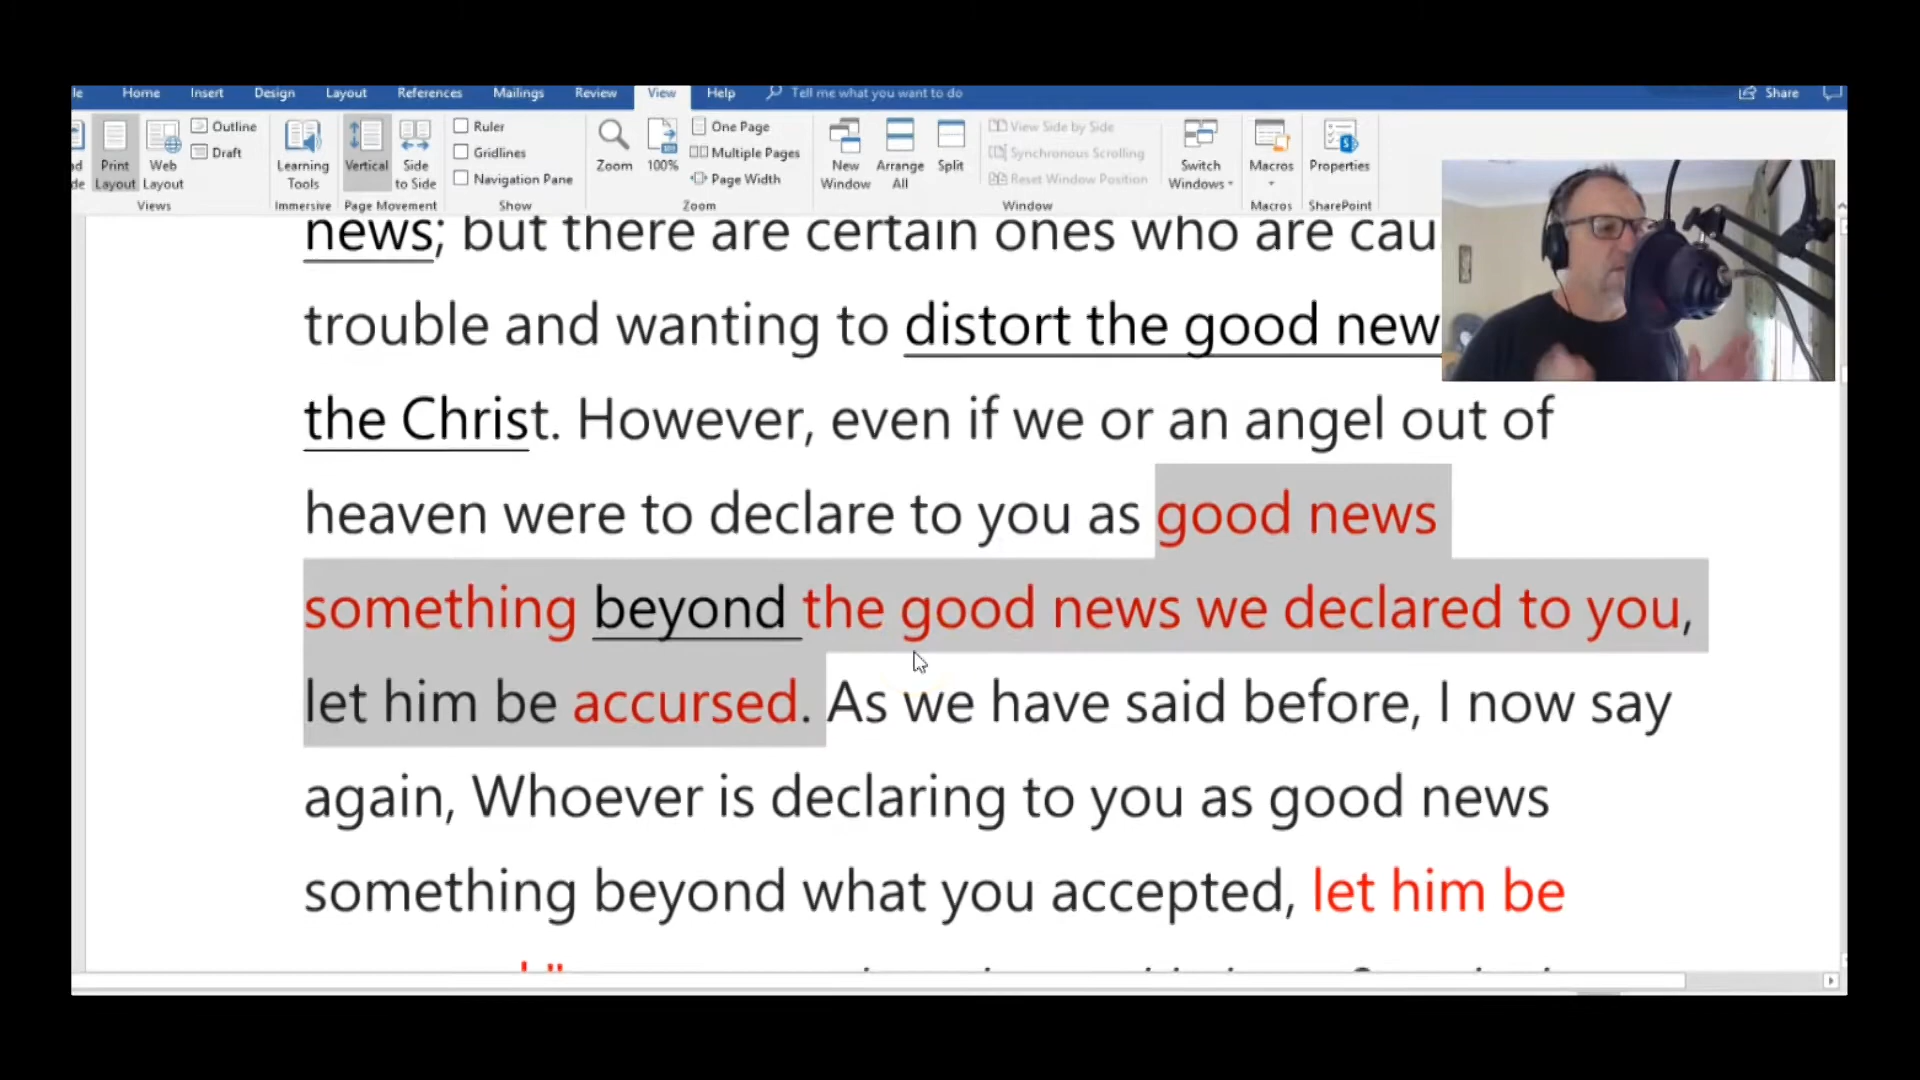 le Home Insert Design Layout References Mailings Review View Help Tell me what you want to do Share
Print Layout
Web Layout
Outline
Draft
Views
Learning Tools
Immersive
Vertical
Side to Side
Page Movement
Ruler
Gridlines
Navigation Pane
Show
Zoom
100%
One Page
Multiple Pages
Page Width
Zoom
New Window
Arrange All
Split
View Side by Side
Synchronous Scrolling
Reset Window Position
Window
Switch Windows
Macros
Macros
Properties
SharePoint
news; but there are certain ones who are cau
trouble and wanting to distort the good new
the Christ. However, even if we or an angel out of
heaven were to declare to you as good news
something beyond the good news we declared to you,
let him be accursed. As we have said before, I now say
again, Whoever is declaring to you as good news
something beyond what you accepted, let him be